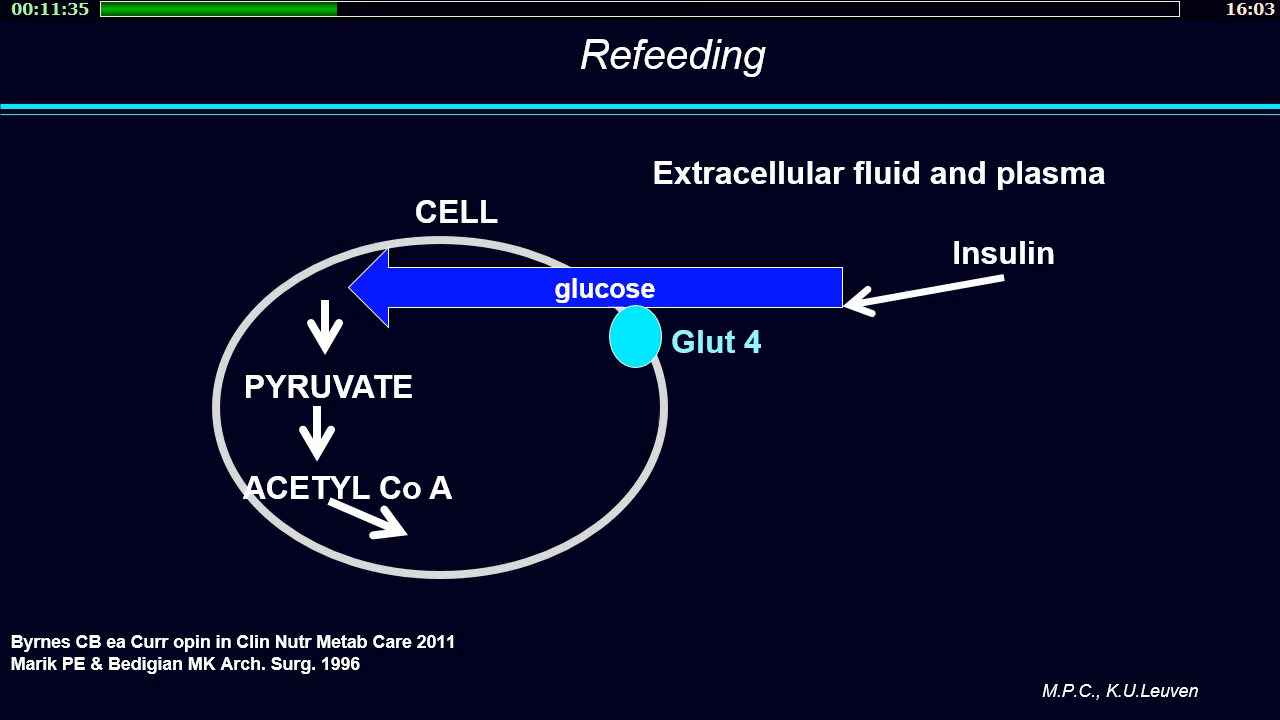 00:11:35
16:03
Refeeding
Extracellular fluid and plasma
CELL
Insulin
glucose
Glut 4
PYRUVATE
ACETYL Co A
Byrnes CB ea Curr opin in Clin Nutr Metab Care 2011
Marik PE & Bedigian MK Arch. Surg. 1996
M.P.C., K.U.Leuven